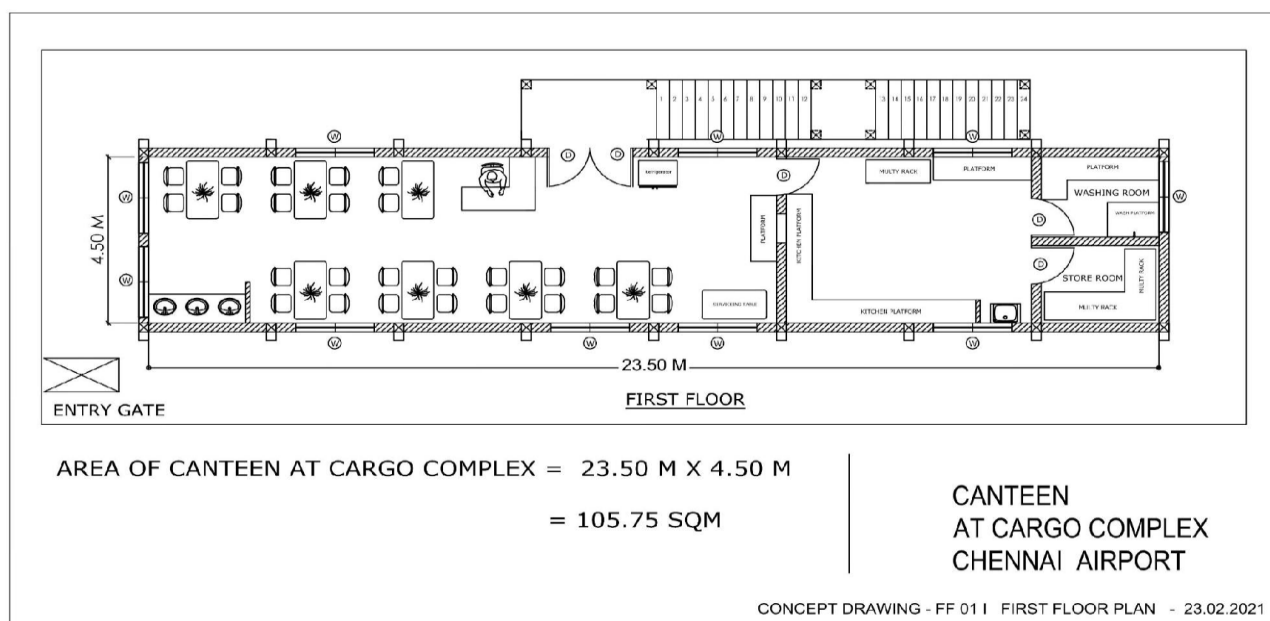 1 2 3 4 5 6 7 8 9 10 11 12
13 14 15 16 17 18 19 20 21 22 23 24
W W W
D D
D
MULTY RACK
PLATFORM
PLATFORM
WASHING ROOM
WASH PLATFORM
W
W
4.50 M
W
PLATFORM
KITCHEN PLATFORM
D
D
STORE ROOM
MULTY RACK
MULTY RACK
KITCHEN PLATFORM
W W W W
23.50 M
ENTRY GATE
FIRST FLOOR
AREA OF CANTEEN AT CARGO COMPLEX = 23.50 M X 4.50 M
= 105.75 SQM
CANTEEN
AT CARGO COMPLEX
CHENNAI AIRPORT
CONCEPT DRAWING - FF 01 I FIRST FLOOR PLAN - 23.02.2021